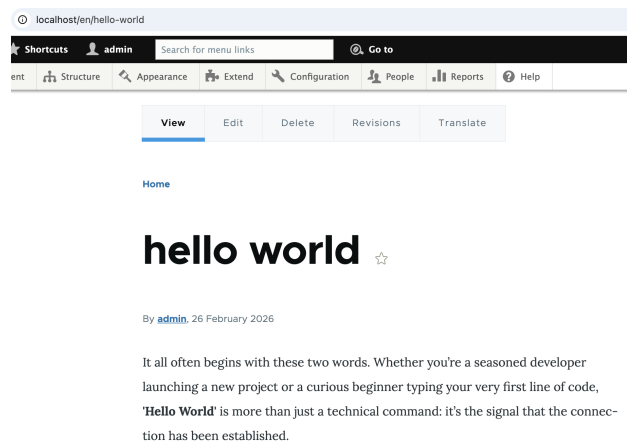 localhost/en/hello-world
Shortcuts admin Search for menu links Go to
ent Structure Appearance Extend Configuration People Reports Help
View Edit Delete Revisions Translate
Home
hello world
By admin, 26 February 2026
It all often begins with these two words. Whether you’re a seasoned developer
launching a new project or a curious beginner typing your very first line of code,
'Hello World' is more than just a technical command: it’s the signal that the connec-
tion has been established.